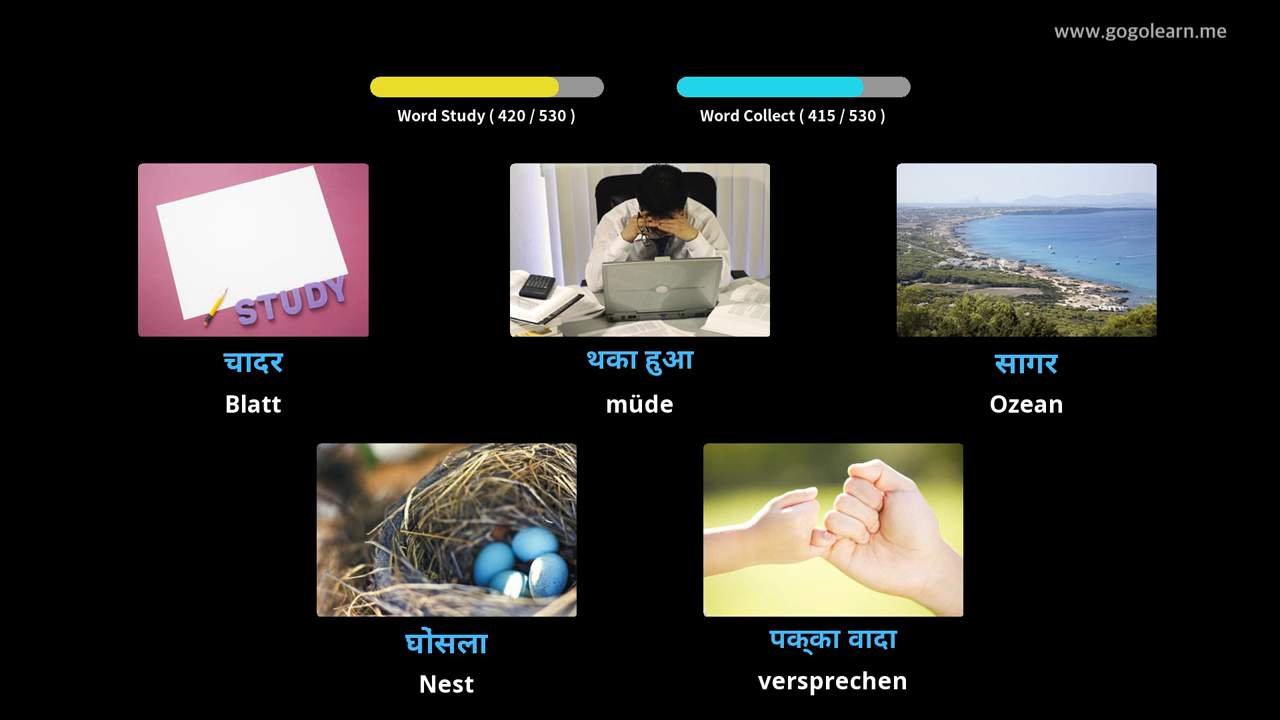 www.gogolearn.me
Word Study ( 420 / 530 )
Word Collect ( 415 / 530 )
STUDY
चादर
Blatt
थका हुआ
müde
सागर
Ozean
घोंसला
Nest
पक्का वादा
versprechen